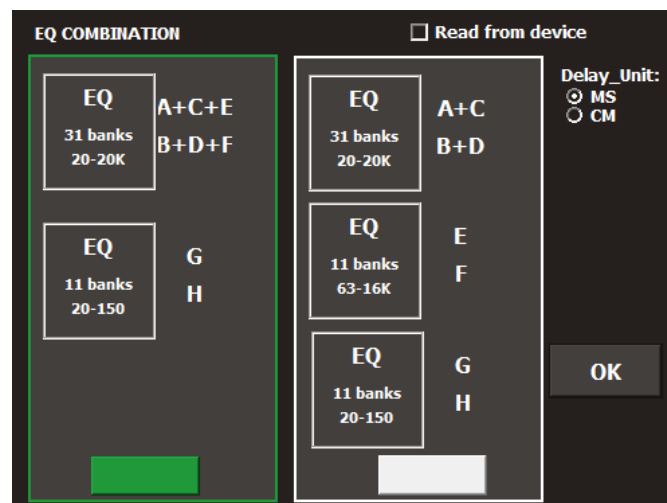 EQ COMBINATION
Read from device
EQ
31 banks
20-20K
A+C+E
B+D+F
EQ
11 banks
20-150
G
H
EQ
31 banks
20-20K
A+C
B+D
EQ
11 banks
63-16K
E
F
EQ
11 banks
20-150
G
H
Delay_Unit:
MS
CM
OK